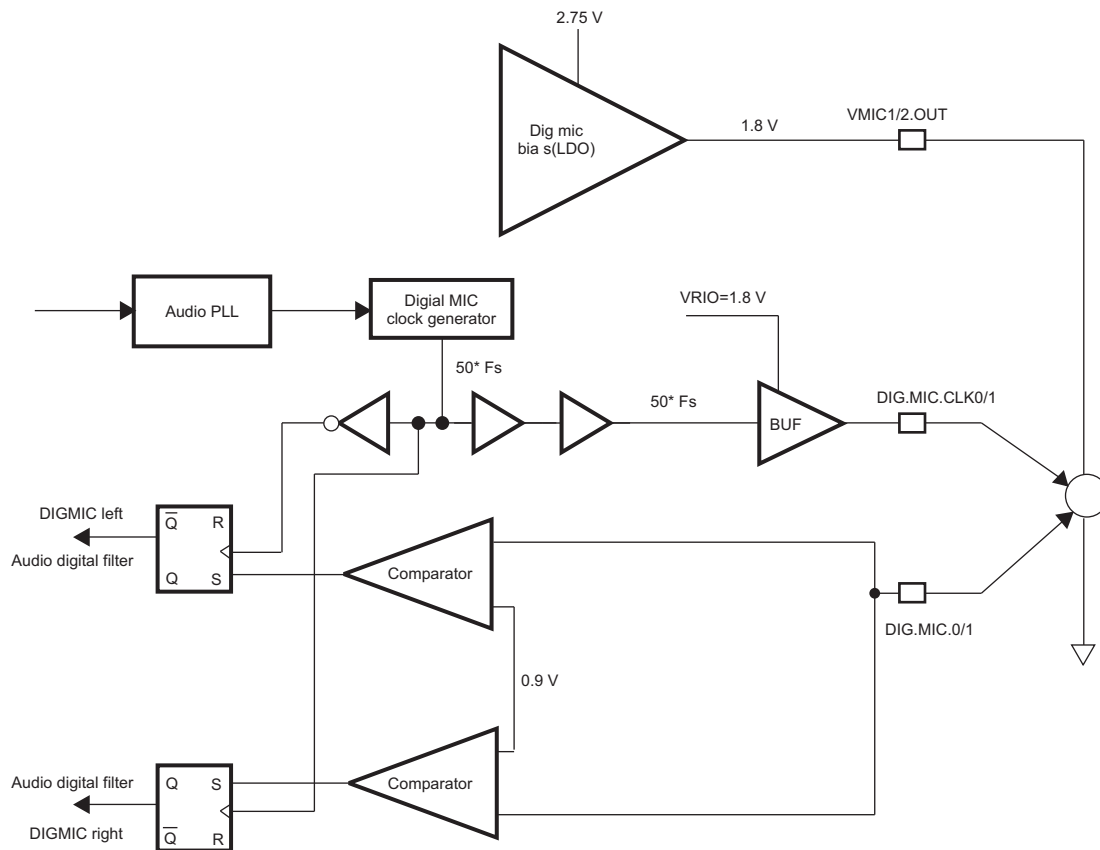 2.75 V
Dig mic
bia s(LDO)
1.8 V
VMIC1/2.OUT
Audio PLL
Digial MIC
clock generator
VRIO=1.8 V
50* Fs
50* Fs
BUF
DIG.MIC.CLK0/1
DIGMIC left
Audio digital filter
Q R
Q S
Comparator
DIG.MIC.0/1
0.9 V
Audio digital filter
DIGMIC right
Q S
Q R
Comparator